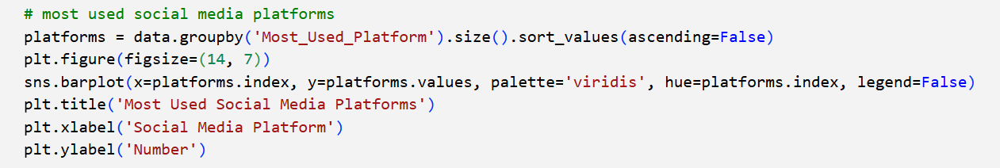 # most used social media platforms
platforms = data.groupby('Most_Used_Platform').size().sort_values(ascending=False)
plt.figure(figsize=(14, 7))
sns.barplot(x=platforms.index, y=platforms.values, palette='viridis', hue=platforms.index, legend=False)
plt.title('Most Used Social Media Platforms')
plt.xlabel('Social Media Platform')
plt.ylabel('Number')